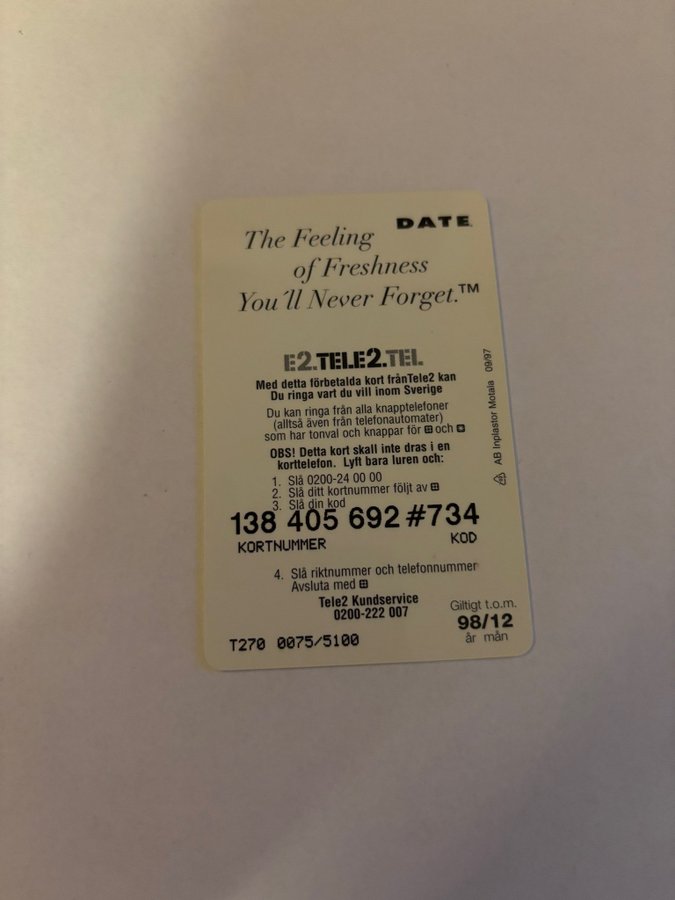 DATE
The Feeling
of Freshness
You´ll Never Forget.™
E2.TELE2.TEL
Med detta förbetalda kort frånTele2 kan
Du ringa vart du vill inom Sverige
Du kan ringa från alla knapptelefoner
(alltså även från telefonautomater)
som har tonval och knappar för # och *
OBS! Detta kort skall inte dras i en
korttelefon. Lyft bara luren och:
1. Slå 0200-24 00 00
2. Slå ditt kortnummer följt av #
3. Slå din kod
138 405 692 #734
KORTNUMMER KOD
4. Slå riktnummer och telefonnummer
Avsluta med #
Tele2 Kundservice
0200-222 007
Giltigt t.o.m.
98/12
år mån
T270 0075/5100
AB Inplastor Motala 09/97